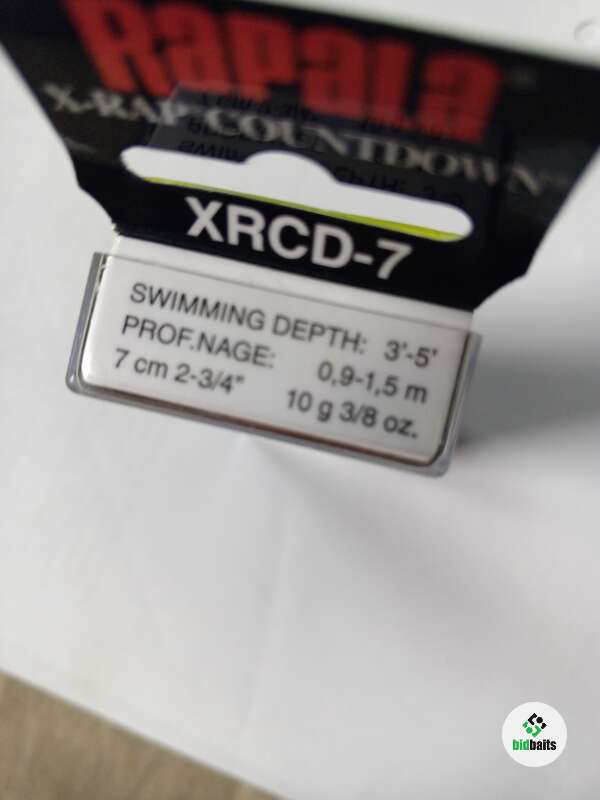 Rapala
X-RAP COUNTDOWN™
XRCD-7
SWIMMING DEPTH: 3'-5'
PROF.NAGE: 0,9-1,5 m
7 cm 2-3/4" 10 g 3/8 oz.
bidbaits